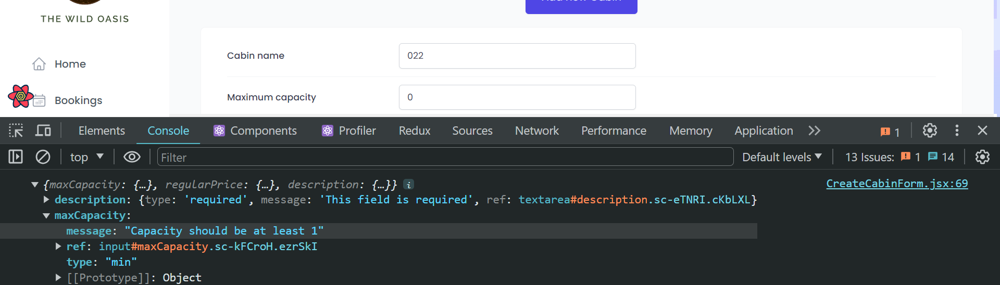 Add new Cabin
THE WILD OASIS
Cabin name
022
Home
Maximum capacity
0
Bookings
Elements Console Components Profiler Redux Sources Network Performance Memory Application 1
top Filter Default levels 13 Issues: 1 14
{maxCapacity: {…}, regularPrice: {…}, description: {…}} i CreateCabinForm.jsx:69
description: {type: 'required', message: 'This field is required', ref: textarea#description.sc-eTNRI.cKbLXL}
maxCapacity:
message: "Capacity should be at least 1"
ref: input#maxCapacity.sc-kFCroH.ezrSkI
type: "min"
[[Prototype]]: Object